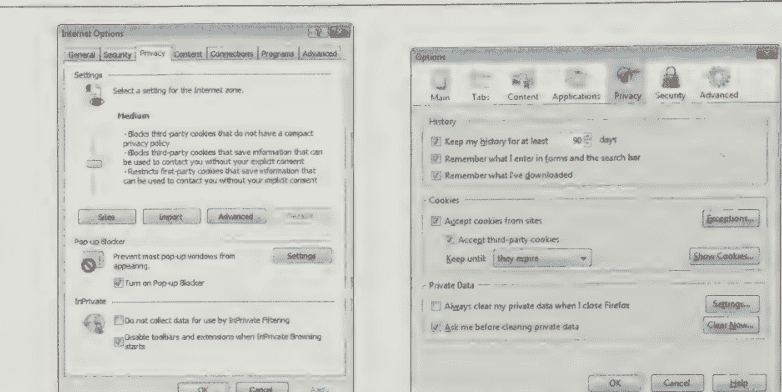 Internet Options
General Security Privacy Content Connections Programs Advanced
Settings
Select a setting for the Internet zone.
Medium
- Blocks third-party cookies that do not have a compact
privacy policy
- Blocks third-party cookies that save information that can
be used to contact you without your explicit consent
- Restricts first-party cookies that save information that
can be used to contact you without your implicit consent
Sites Import Advanced Default
Pop-up Blocker
Prevent most pop-up windows from
appearing.
Settings
Turn on Pop-up Blocker
InPrivate
Do not collect data for use by InPrivate Filtering
Disable toolbars and extensions when InPrivate Browsing
starts
OK Cancel
Options
Main Tabs Content Applications Privacy Security Advanced
History
Keep my history for at least 90 days
Remember what I enter in forms and the search bar
Remember what I've downloaded
Cookies
Accept cookies from sites Exceptions...
Accept third-party cookies
Keep until: they expire Show Cookies...
Private Data
Always clear my private data when I close Firefox Settings...
Ask me before clearing private data Clear Now...
OK Cancel Help